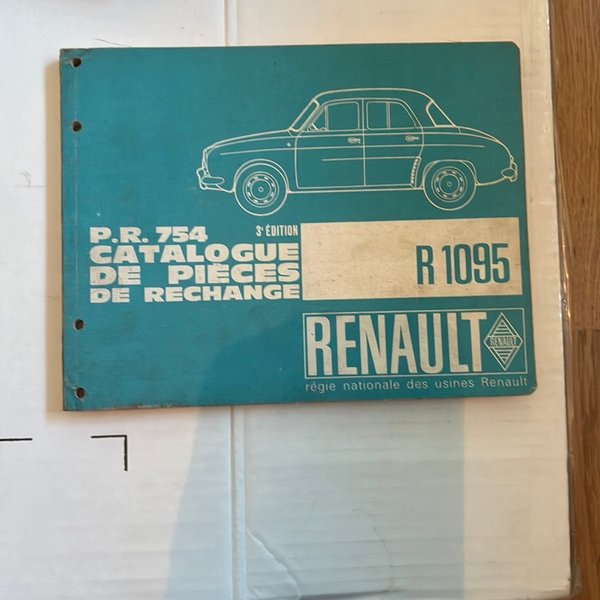 P.R. 754 3e ÉDITION
CATALOGUE
DE PIÈCES
DE RECHANGE
R 1095
RENAULT
RENAULT
régie nationale des usines Renault